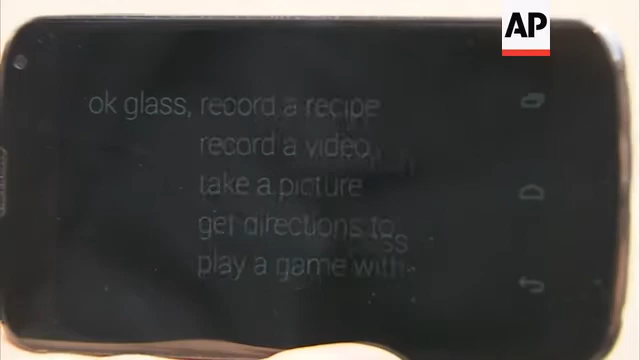 AP
ok glass, record a recipe
record a video
take a picture
get directions to
play a game with